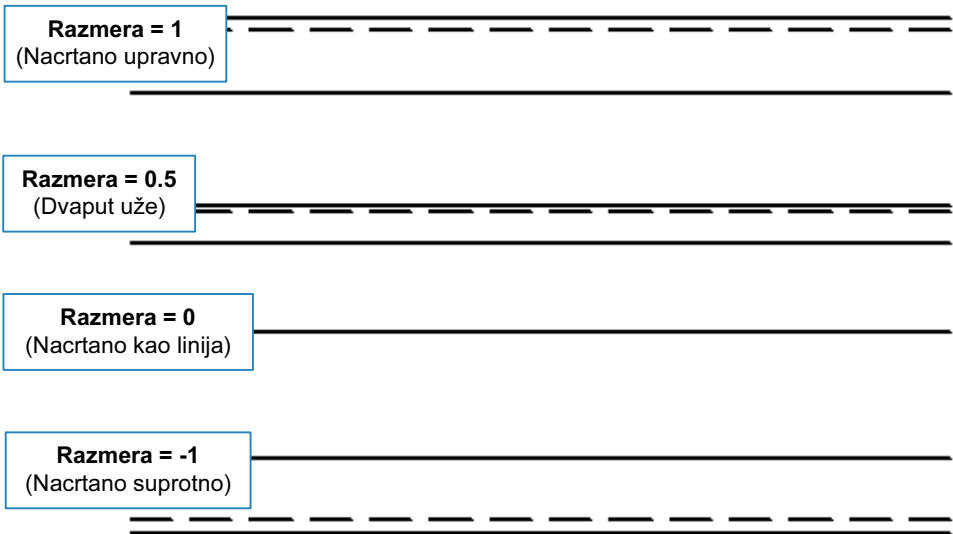 Razmera = 1
(Nacrtano upravno)
Razmera = 0.5
(Dvaput uže)
Razmera = 0
(Nacrtano kao linija)
Razmera = -1
(Nacrtano suprotno)